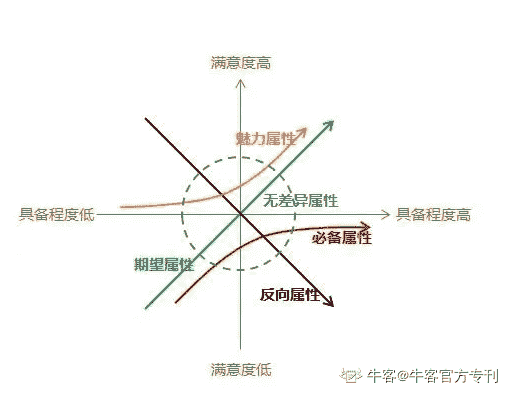 满意度高
魅力属性
无差异属性
具备程度低
具备程度高
必备属性
期望属性
反向属性
满意度低
牛客@牛客官方专刊